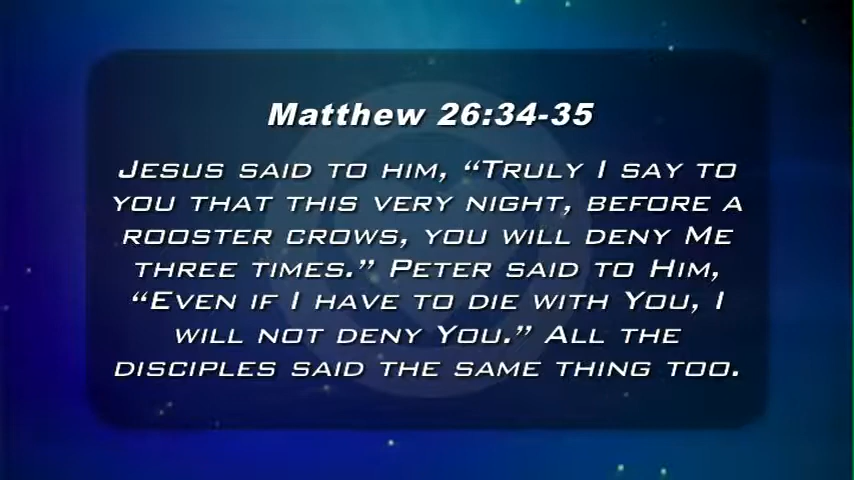 Matthew 26:34-35
Jesus said to him, “Truly I say to
you that this very night, before a
rooster crows, you will deny Me
three times.” Peter said to Him,
“Even if I have to die with You, I
will not deny You.” All the
disciples said the same thing too.